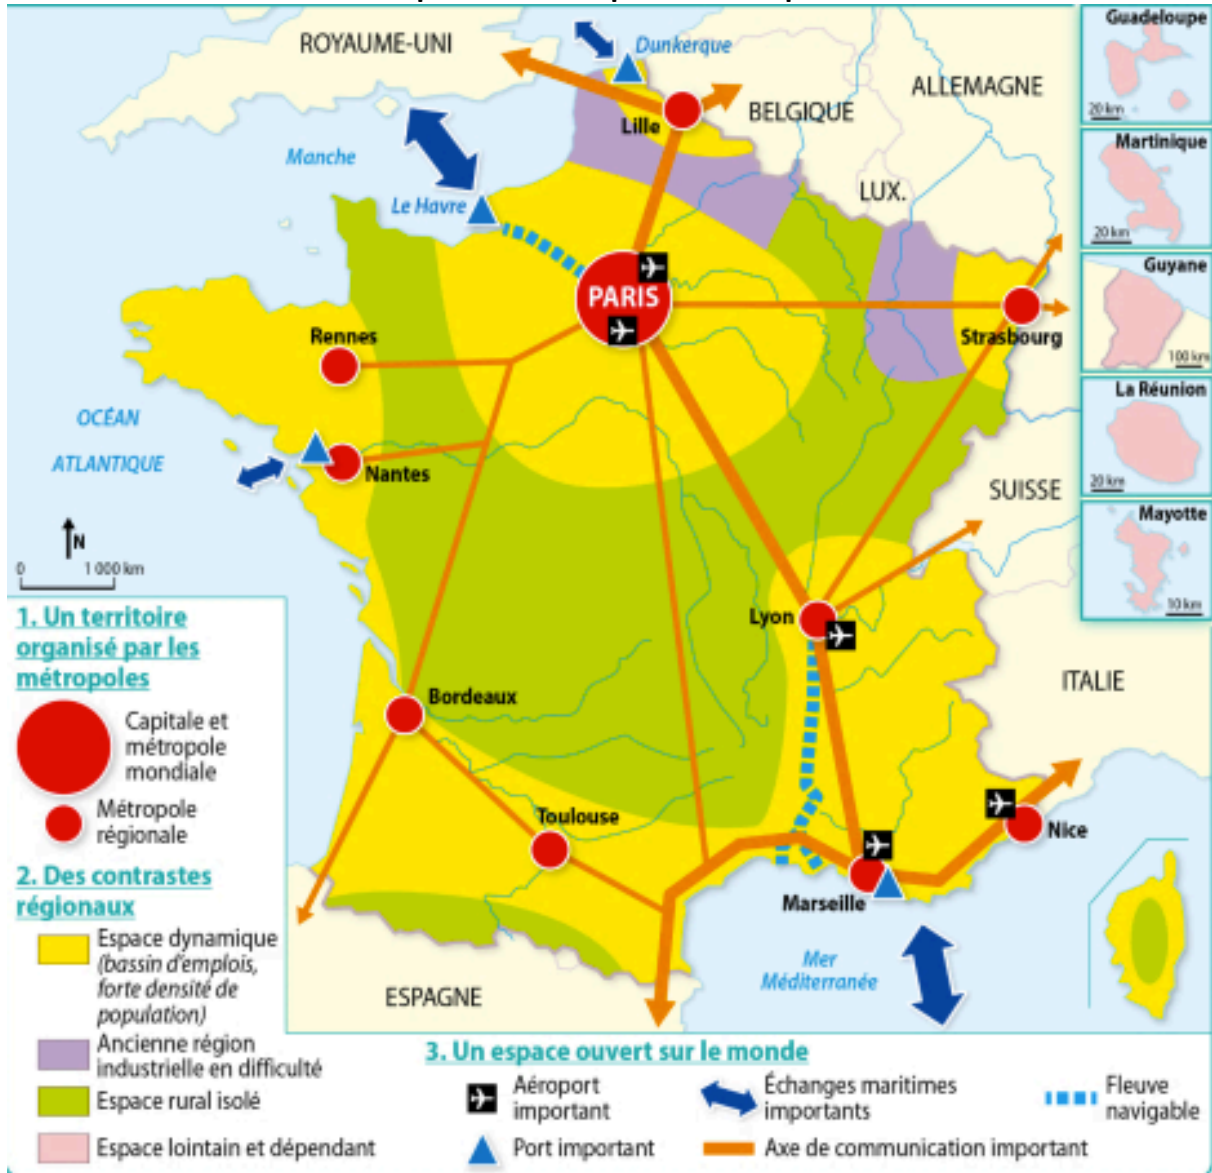 ROYAUME-UNI
Dunkerque
BELGIQUE
ALLEMAGNE
Lille
Manche
LUX.
Le Havre
PARIS
Strasbourg
Rennes
OCÉAN
ATLANTIQUE
Nantes
SUISSE
N
0 1 000 km
Lyon
ITALIE
Bordeaux
Toulouse
Nice
Marseille
Mer
Méditerranée
ESPAGNE
Guadeloupe
20 km
Martinique
20 km
Guyane
100 km
La Réunion
20 km
Mayotte
10 km
1. Un territoire
organisé par les
métropoles
Capitale et
métropole
mondiale
Métropole
régionale
2. Des contrastes
régionaux
Espace dynamique
(bassin d'emplois,
forte densité de
population)
Ancienne région
industrielle en difficulté
Espace rural isolé
Espace lointain et dépendant
3. Un espace ouvert sur le monde
Aéroport
important
Port important
Échanges maritimes
importants
Axe de communication important
Fleuve
navigable